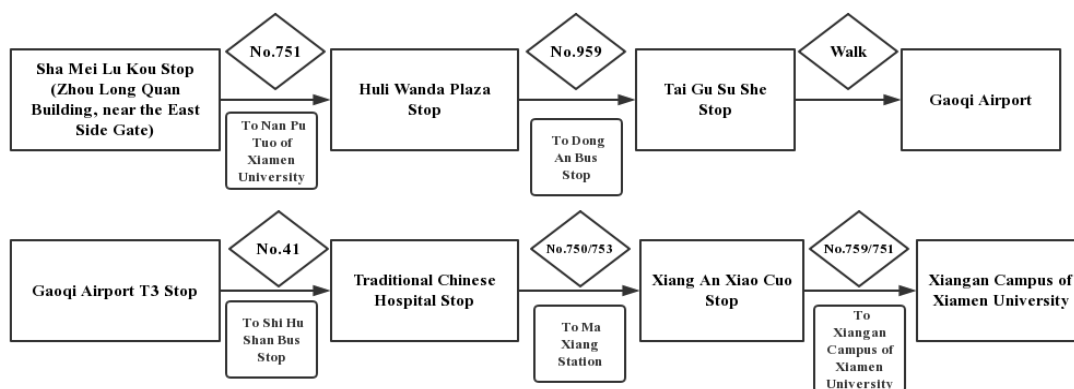 No.751
No.959
Walk
Sha Mei Lu Kou Stop
(Zhou Long Quan
Building, near the East
Side Gate)
Huli Wanda Plaza
Stop
Tai Gu Su She
Stop
Gaoqi Airport
To Nan Pu
Tuo of
Xiamen
University
To Dong
An Bus
Stop
No.41
No.750/753
No.759/751
Gaoqi Airport T3 Stop
Traditional Chinese
Hospital Stop
Xiang An Xiao Cuo
Stop
Xiangan Campus of
Xiamen University
To Shi Hu
Shan Bus
Stop
To Ma
Xiang
Station
To
Xiangan
Campus of
Xiamen
University